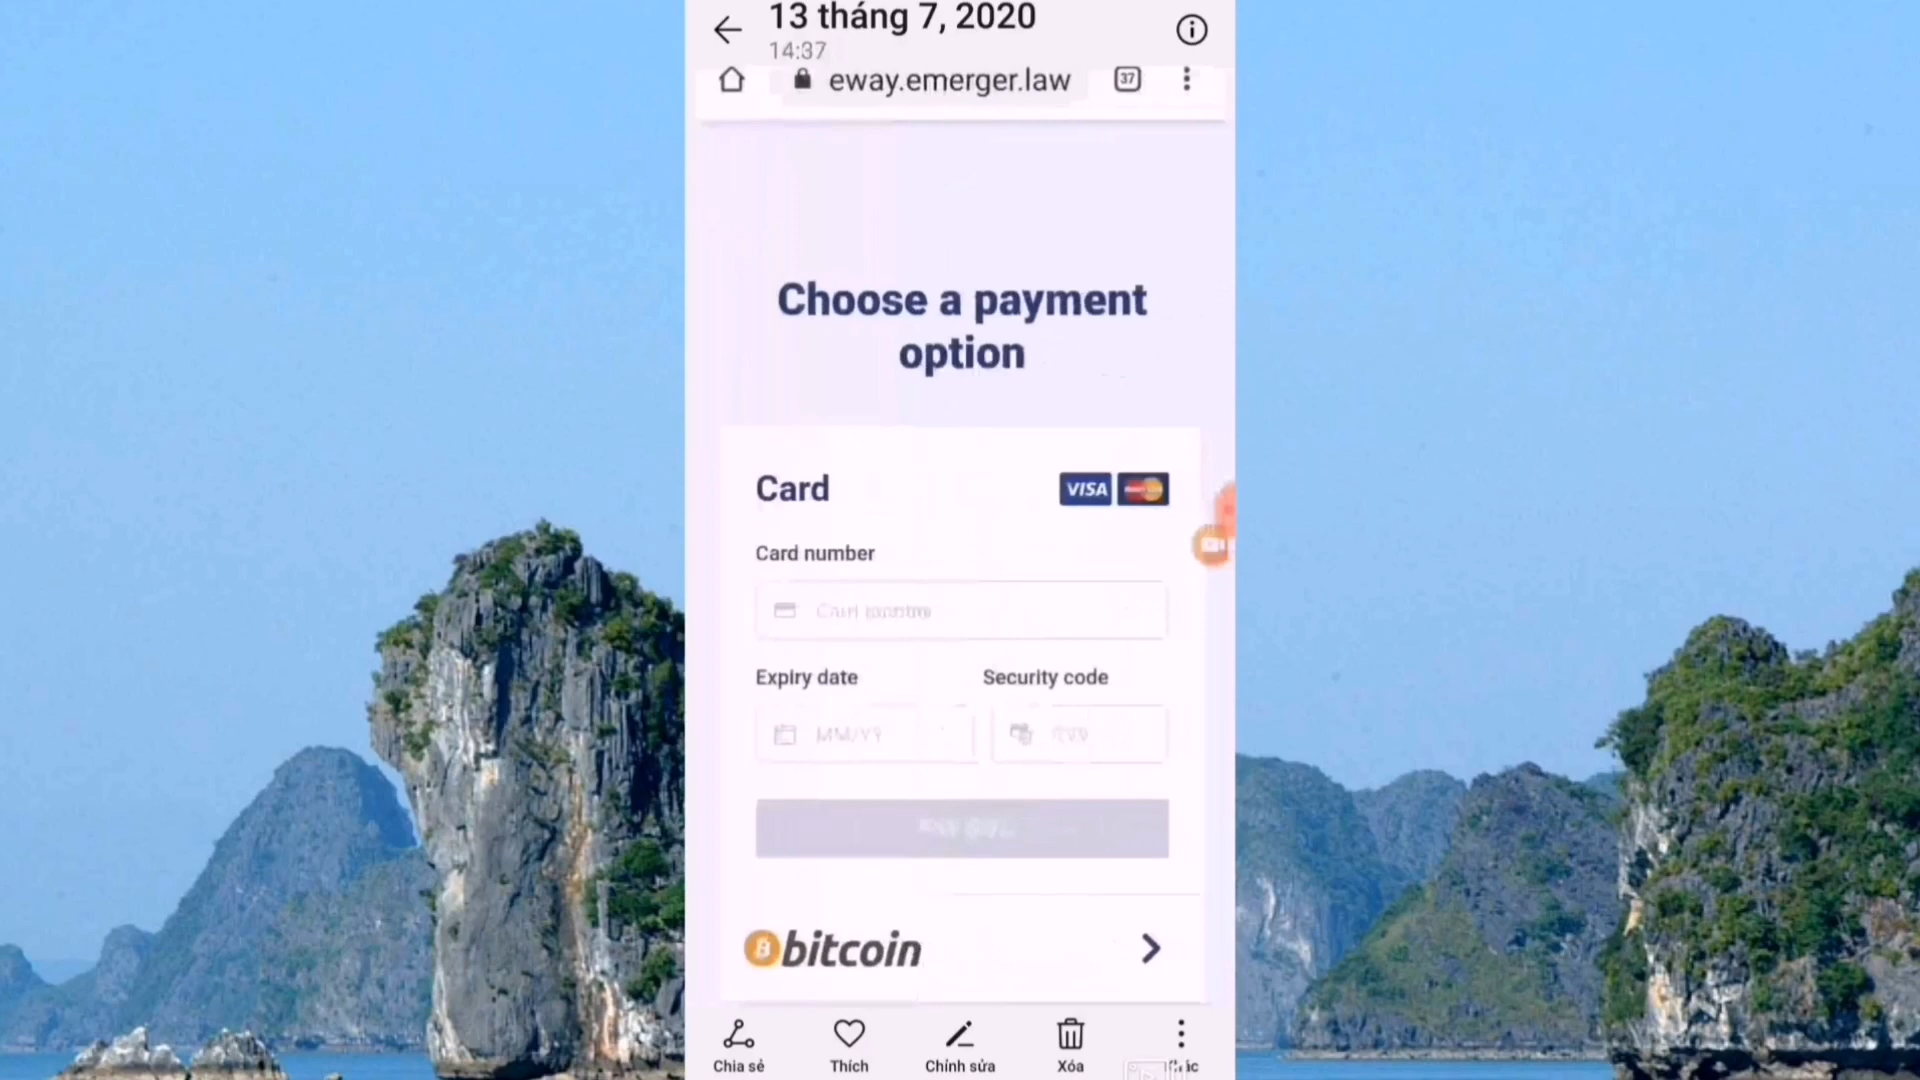 13 tháng 7, 2020
14:37
eway.emerger.law
37
Choose a payment
option
Card
VISA
Card number
Expiry date
Security code
MM/YY
bitcoin
Chia sẻ
Thích
Chỉnh sửa
Xóa